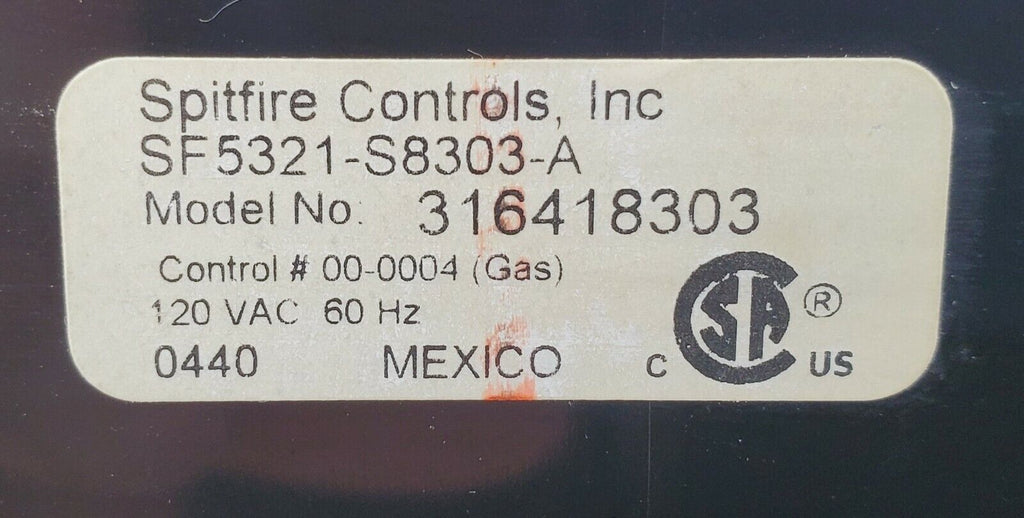 Spitfire Controls, Inc
SF5321-S8303-A
Model No. 316418303
Control # 00-0004 (Gas)
120 VAC 60 Hz
0440 MEXICO
C CSA ® US